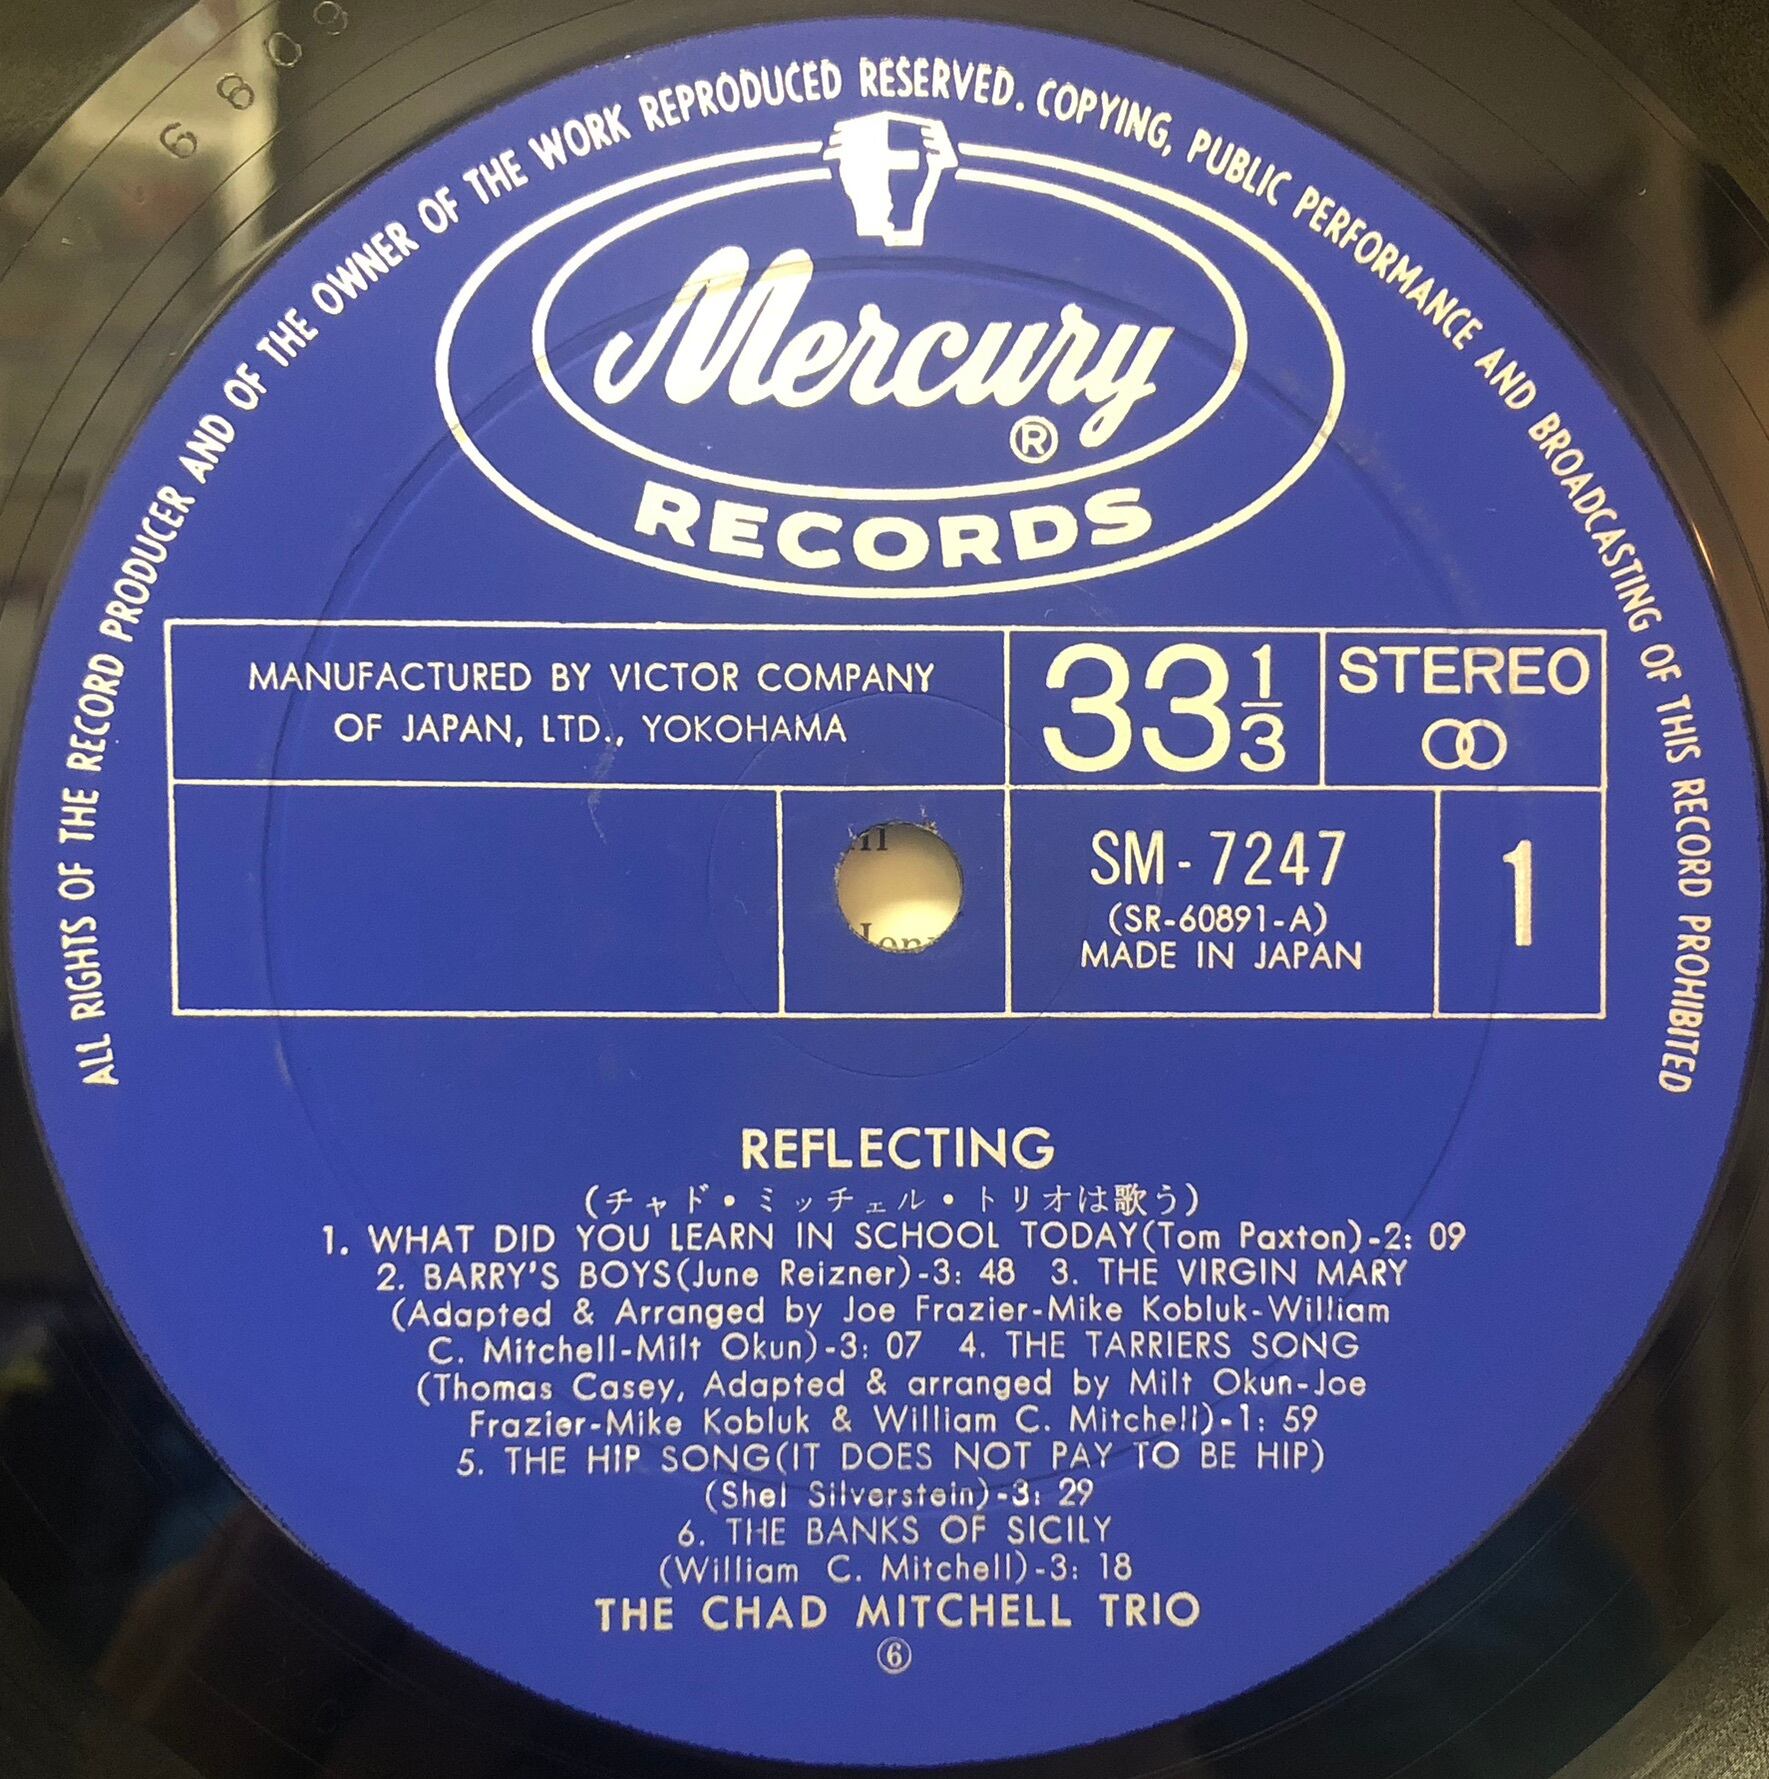 ALL RIGHTS OF THE RECORD PRODUCER AND OF THE OWNER OF THE WORK REPRODUCED RESERVED. COPYING, PUBLIC PERFORMANCE AND BROADCASTING OF THIS RECORD PROHIBITED
Mercury
®
RECORDS
MANUFACTURED BY VICTOR COMPANY
OF JAPAN, LTD., YOKOHAMA
33 1/3
STEREO
SM-7247
(SR-60891-A)
MADE IN JAPAN
1
REFLECTING
(チャド・ミッチェル・トリオは歌う)
1. WHAT DID YOU LEARN IN SCHOOL TODAY(Tom Paxton)-2: 09
2. BARRY'S BOYS(June Reizner)-3: 48 3. THE VIRGIN MARY
(Adapted & Arranged by Joe Frazier-Mike Kobluk-William
C. Mitchell-Milt Okun)-3: 07 4. THE TARRIERS SONG
(Thomas Casey, Adapted & arranged by Milt Okun-Joe
Frazier-Mike Kobluk & William C. Mitchell)-1: 59
5. THE HIP SONG(IT DOES NOT PAY TO BE HIP)
(Shel Silverstein)-3: 29
6. THE BANKS OF SICILY
(William C. Mitchell)-3: 18
THE CHAD MITCHELL TRIO
⑥